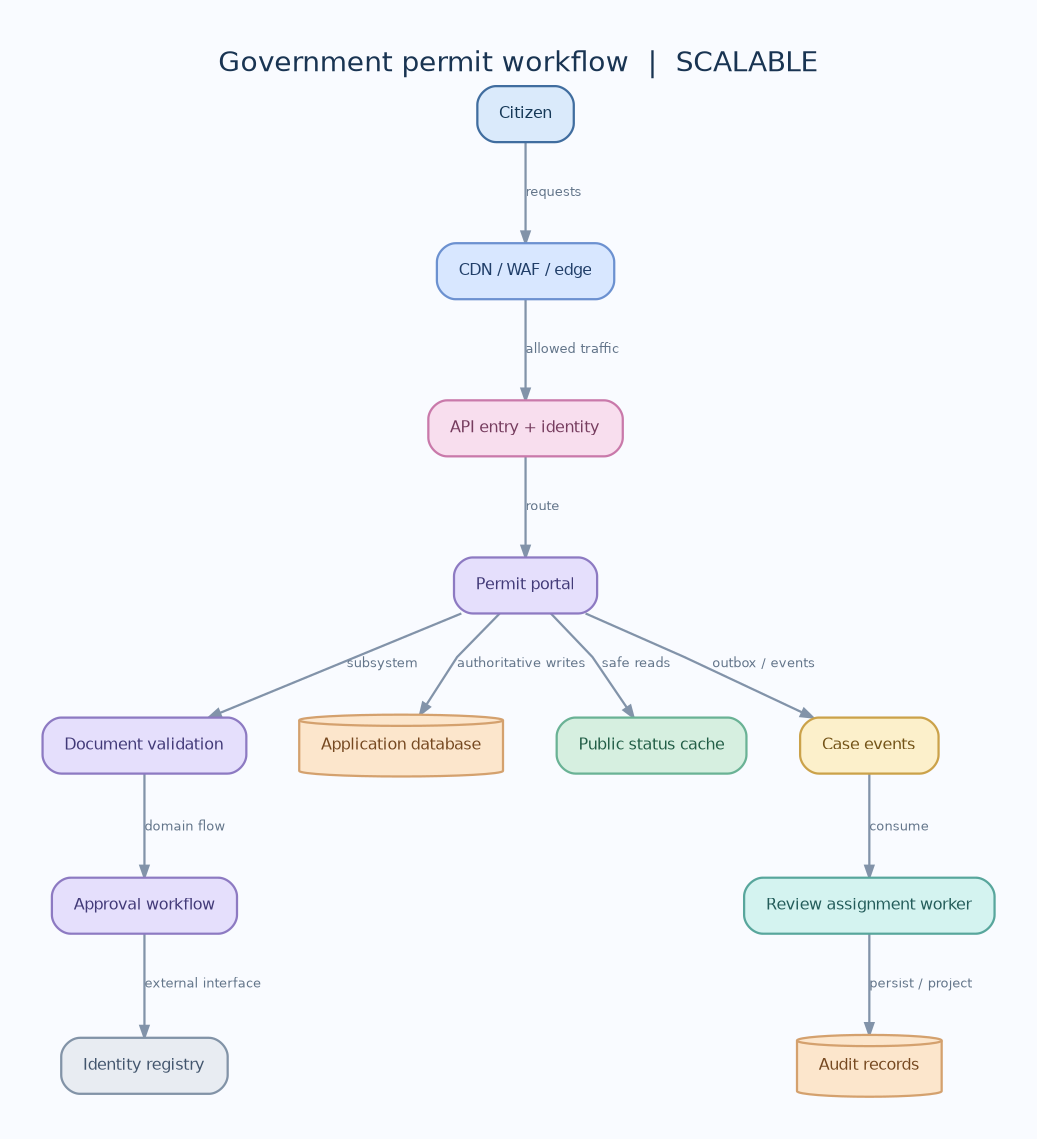 Government permit workflow | SCALABLE
Citizen
requests
CDN / WAF / edge
allowed traffic
API entry + identity
route
Permit portal
subsystem
authoritative writes
safe reads
outbox / events
Document validation
Application database
Public status cache
Case events
domain flow
consume
Approval workflow
Review assignment worker
external interface
persist / project
Identity registry
Audit records